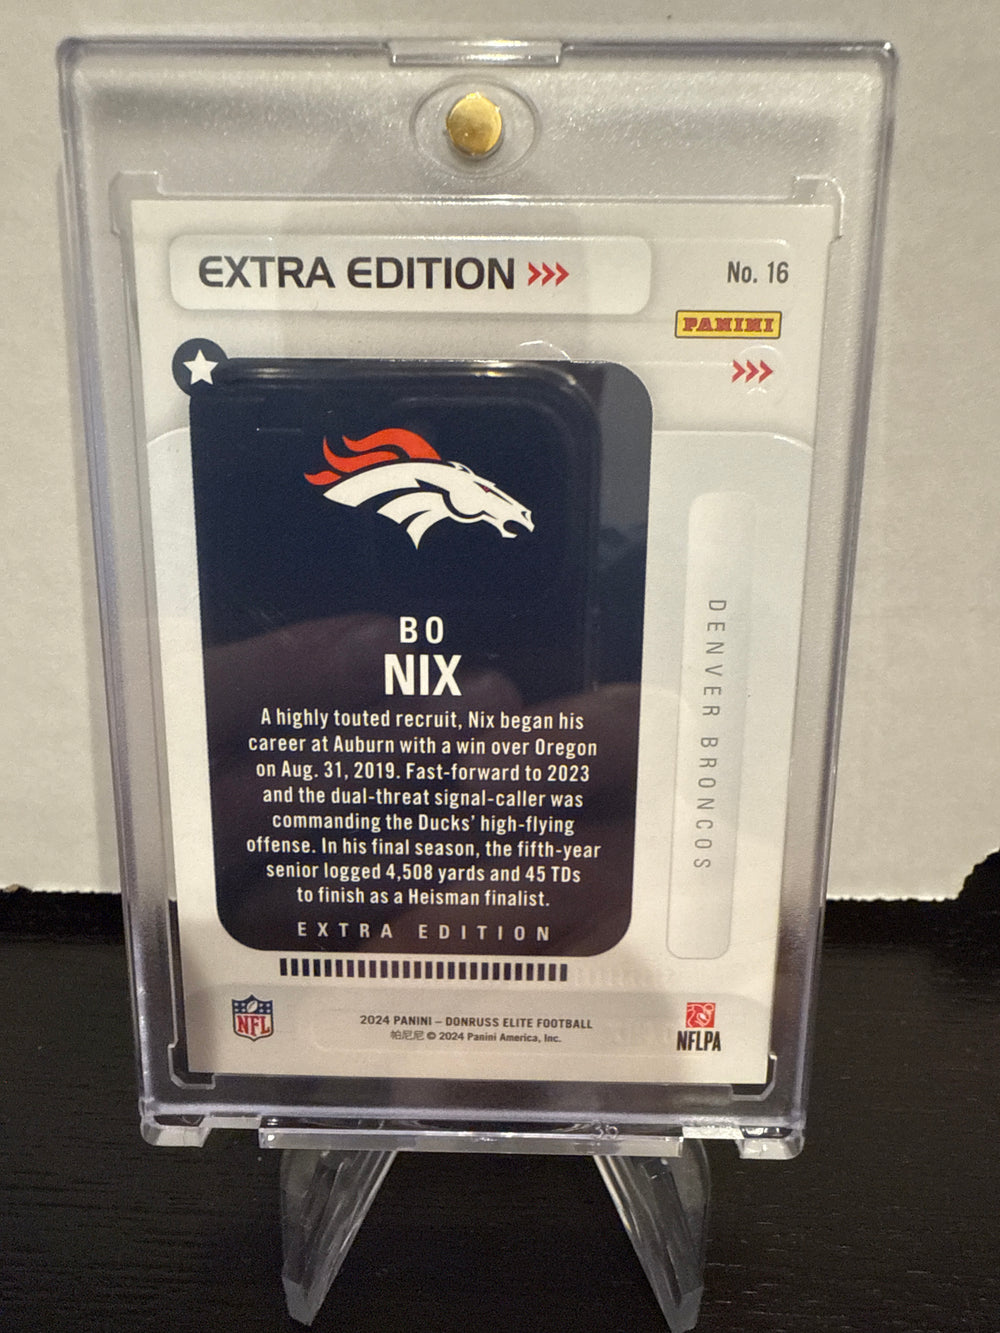 EXTRA EDITION >>>
No. 16
PANINI
>>>
BO
NIX
A highly touted recruit, Nix began his
career at Auburn with a win over Oregon
on Aug. 31, 2019. Fast-forward to 2023
and the dual-threat signal-caller was
commanding the Ducks' high-flying
offense. In his final season, the fifth-year
senior logged 4,508 yards and 45 TDs
to finish as a Heisman finalist.
EXTRA EDITION
DENVER BRONCOS
NFL
2024 PANINI – DONRUSS ELITE FOOTBALL
帕尼尼 © 2024 Panini America, Inc.
NFLPA